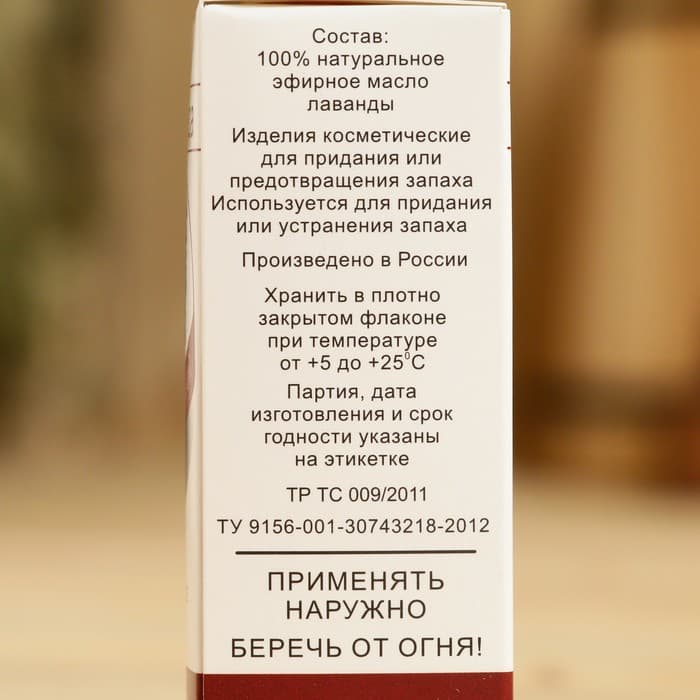 Состав:
100% натуральное
эфирное масло
лаванды
Изделия косметические
для придания или
предотвращения запаха
Используется для придания
или устранения запаха
Произведено в России
Хранить в плотно
закрытом флаконе
при температуре
от +5 до +25⁰С
Партия, дата
изготовления и срок
годности указаны
на этикетке
ТР ТС 009/2011
ТУ 9156-001-30743218-2012
ПРИМЕНЯТЬ
НАРУЖНО
БЕРЕЧЬ ОТ ОГНЯ!